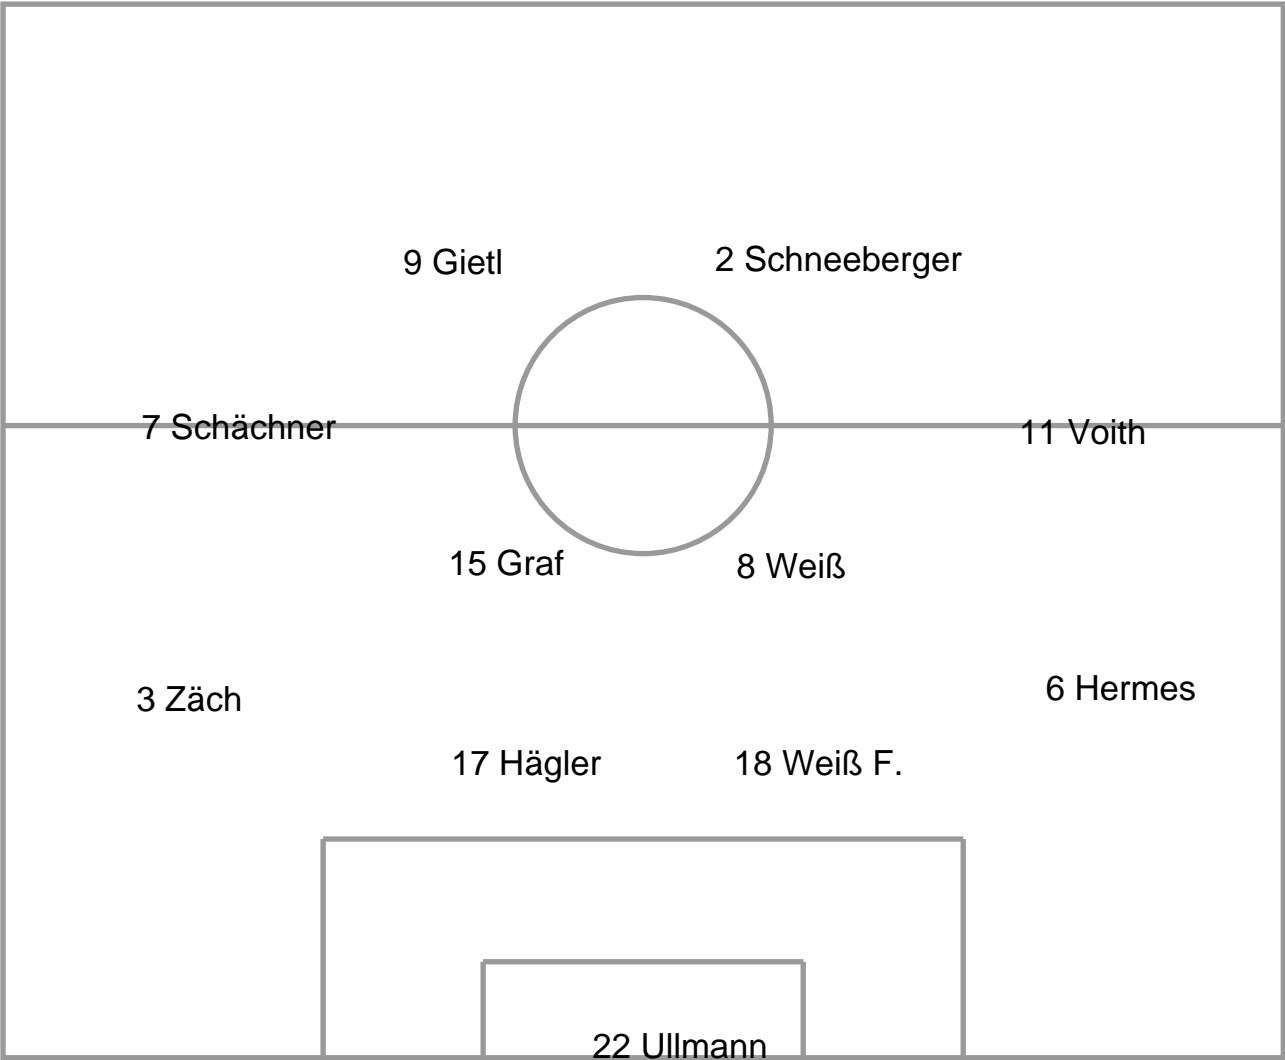 9 Gietl
2 Schneeberger
7 Schächner
11 Voith
15 Graf
8 Weiß
3 Zäch
6 Hermes
17 Hägler
18 Weiß F.
22 Ullmann